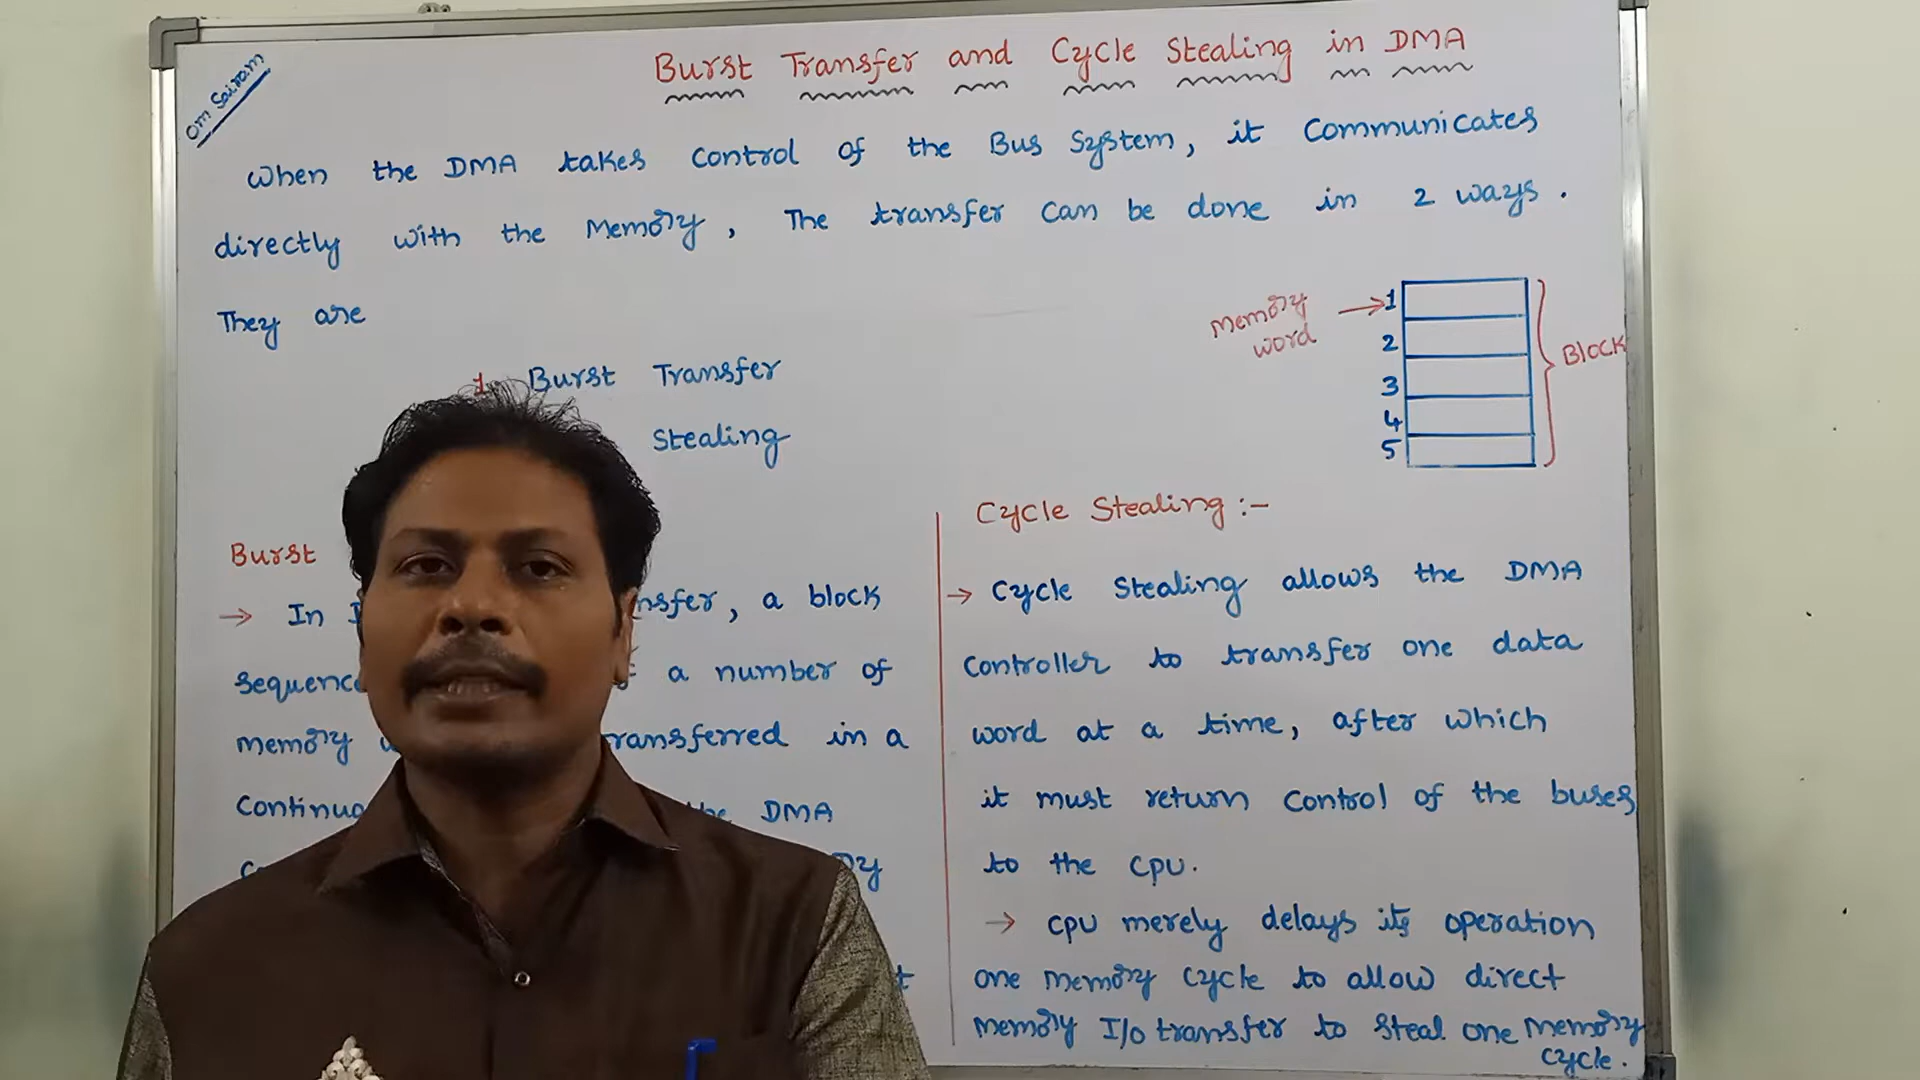 Om Sairam
Burst Transfer and Cycle Stealing in DMA
When the DMA takes control of the Bus System, it communicates
directly with the Memory, The transfer can be done in 2 ways.
They are
1. Burst Transfer
Stealing
Memory word
1
2
3
4
5
Block
Burst
→ In nsfer, a block
sequence a number of
memory transferred in a
DMA
Cycle Stealing :-
→ Cycle Stealing allows the DMA
controller to transfer one data
word at a time, after which
it must return control of the buses
to the CPU.
→ CPU merely delays its operation
one memory cycle to allow direct
memory I/O transfer to steal one memory
cycle.